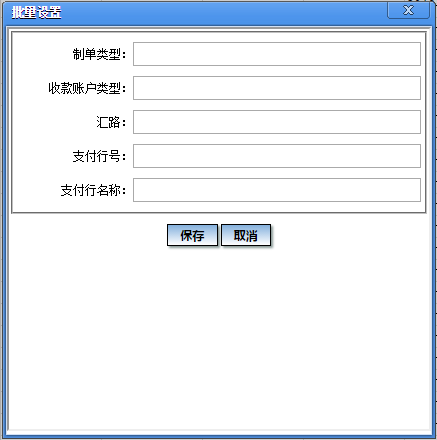 批量设置
制单类型：
收款账户类型：
汇路：
支付行号：
支付行名称：
保存 取消